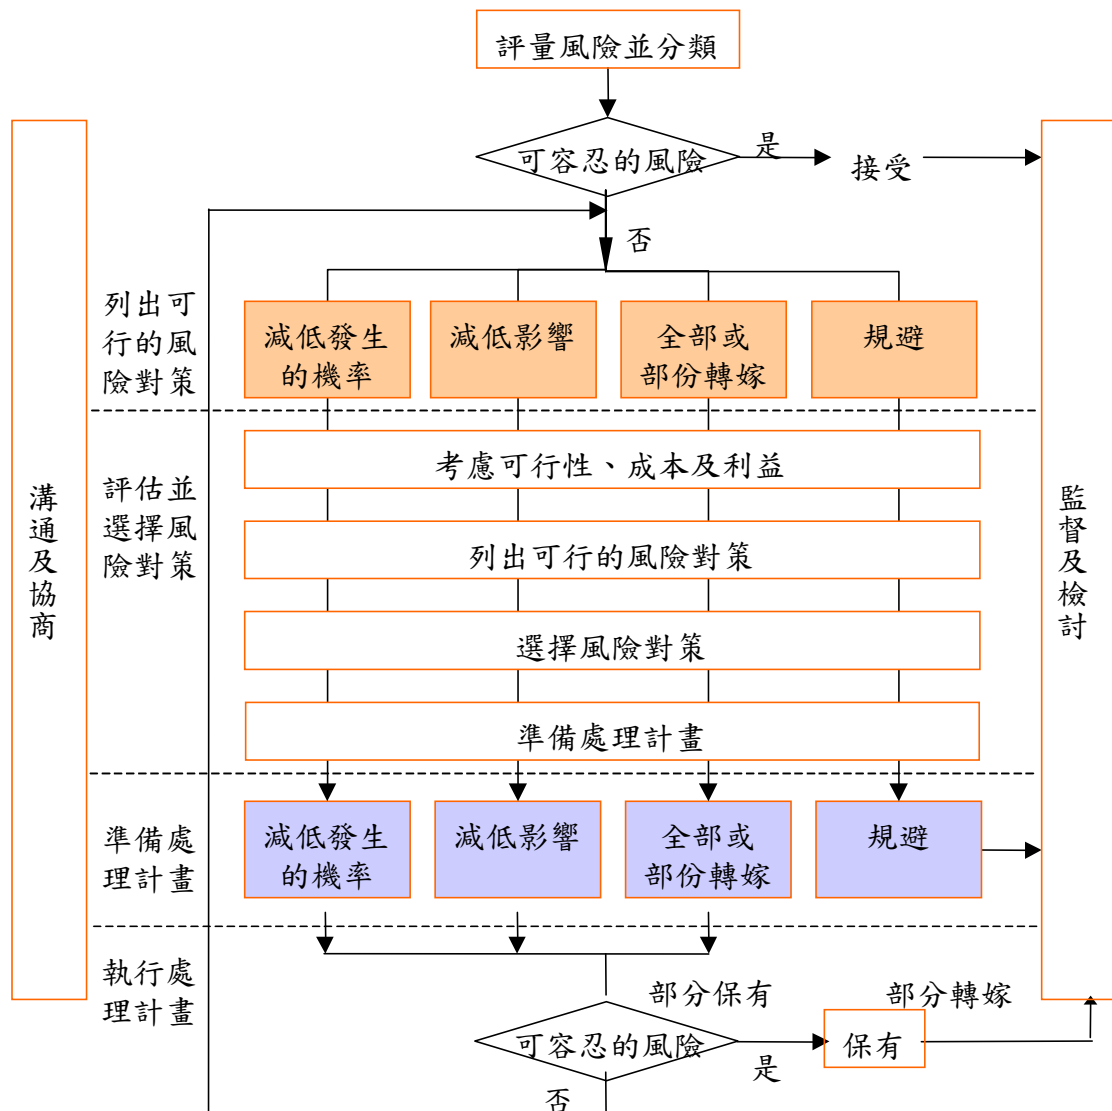 評量風險並分類
可容忍的風險
是
接受
否
列出可
行的風
險對策
減低發生
的機率
減低影響
全部或
部份轉嫁
規避
溝通及協商
評估並
選擇風
險對策
考慮可行性、成本及利益
列出可行的風險對策
選擇風險對策
準備處理計畫
監督及檢討
準備處
理計畫
減低發生
的機率
減低影響
全部或
部份轉嫁
規避
執行處
理計畫
部分保有
部分轉嫁
可容忍的風險
是
保有
否